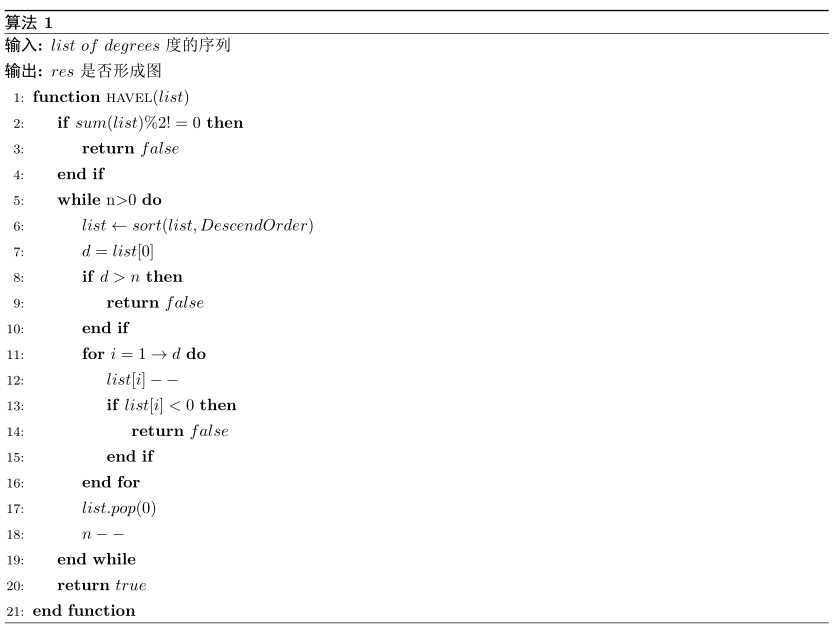 算法 1
输入: list of degrees 度的序列
输出: res 是否形成图
1: function HAVEL(list)
2: if sum(list)%2! = 0 then
3: return false
4: end if
5: while n>0 do
6: list ← sort(list, DescendOrder)
7: d = list[0]
8: if d > n then
9: return false
10: end if
11: for i = 1 → d do
12: list[i] − −
13: if list[i] < 0 then
14: return false
15: end if
16: end for
17: list.pop(0)
18: n − −
19: end while
20: return true
21: end function